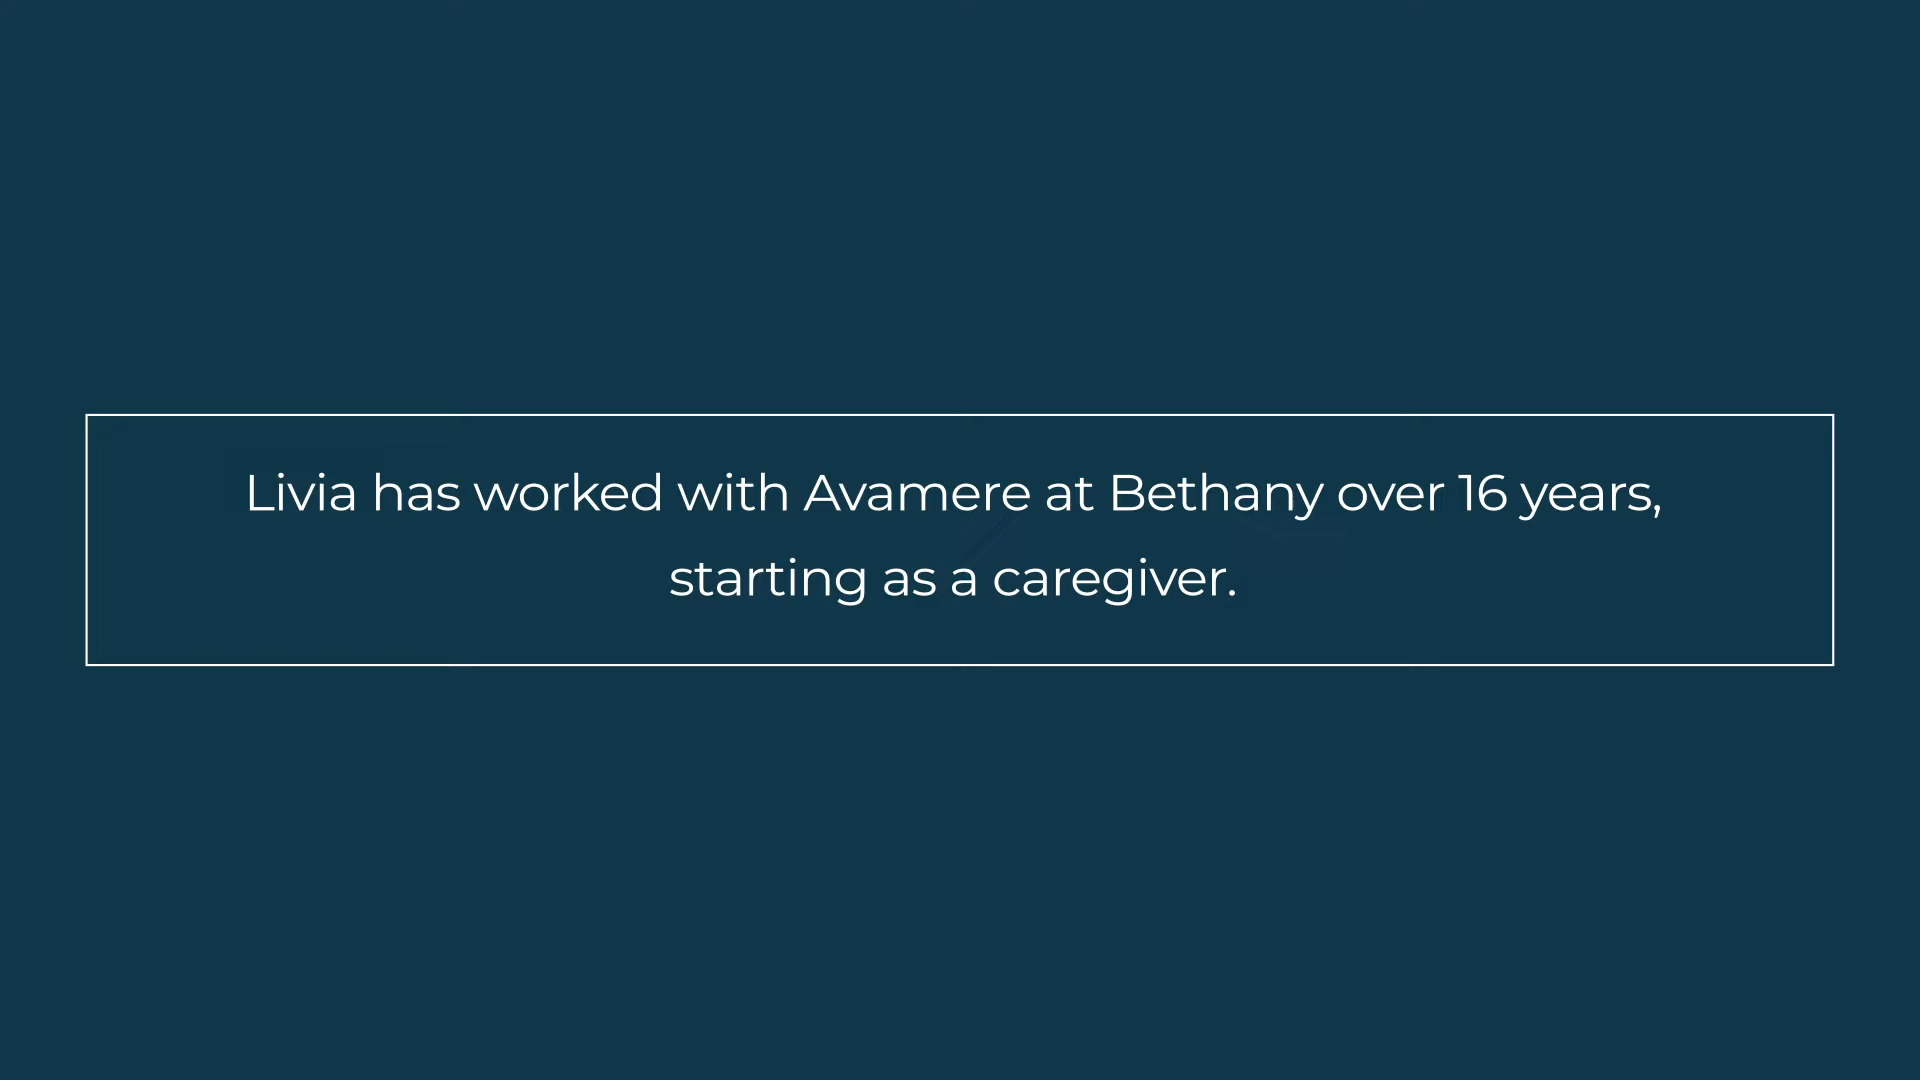 Livia has worked with Avamere at Bethany over 16 years,
starting as a caregiver.